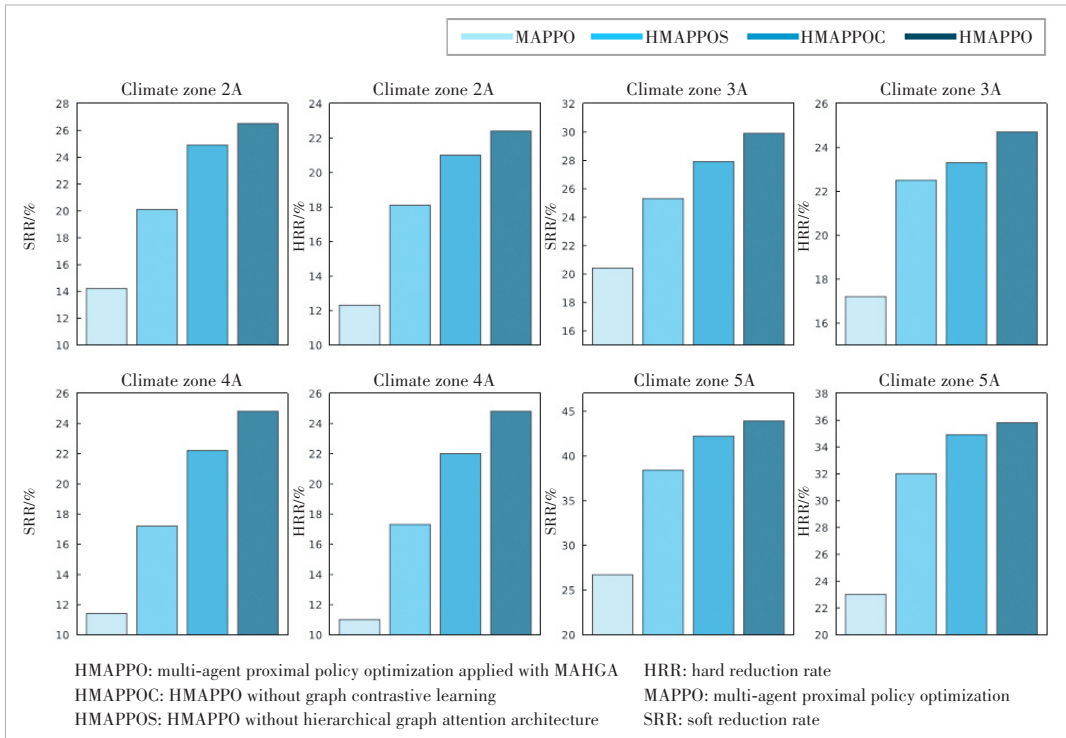 MAPPO HMAPPOS HMAPPOC HMAPPO
Climate zone 2A
SRR/%
28
26
24
22
20
18
16
14
12
10
Climate zone 2A
HRR/%
24
22
20
18
16
14
12
10
Climate zone 3A
SRR/%
32
30
28
26
24
22
20
18
16
Climate zone 3A
HRR/%
26
24
22
20
18
16
Climate zone 4A
SRR/%
26
24
22
20
18
16
14
12
10
Climate zone 4A
HRR/%
26
24
22
20
18
16
14
12
10
Climate zone 5A
SRR/%
45
40
35
30
25
20
Climate zone 5A
HRR/%
38
36
34
32
30
28
26
24
22
20
HMAPPO: multi-agent proximal policy optimization applied with MAHGA
HMAPPOC: HMAPPO without graph contrastive learning
HMAPPOS: HMAPPO without hierarchical graph attention architecture
HRR: hard reduction rate
MAPPO: multi-agent proximal policy optimization
SRR: soft reduction rate